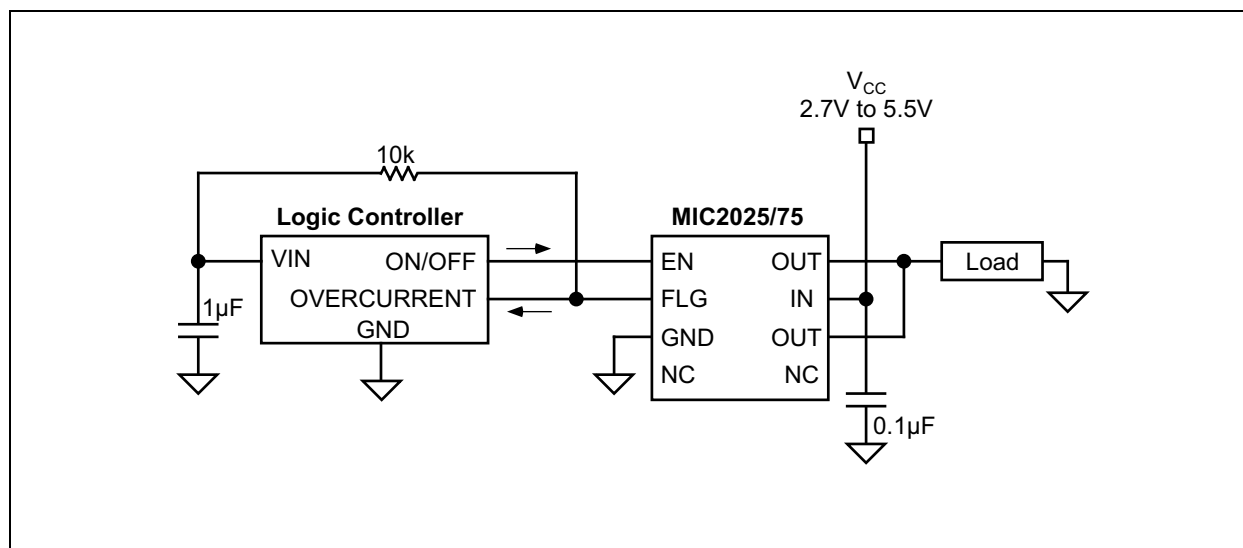 V_CC
2.7V to 5.5V
10k
Logic Controller
MIC2025/75
VIN
ON/OFF
OVERCURRENT
GND
1µF
EN
FLG
GND
NC
OUT
IN
OUT
NC
Load
0.1µF